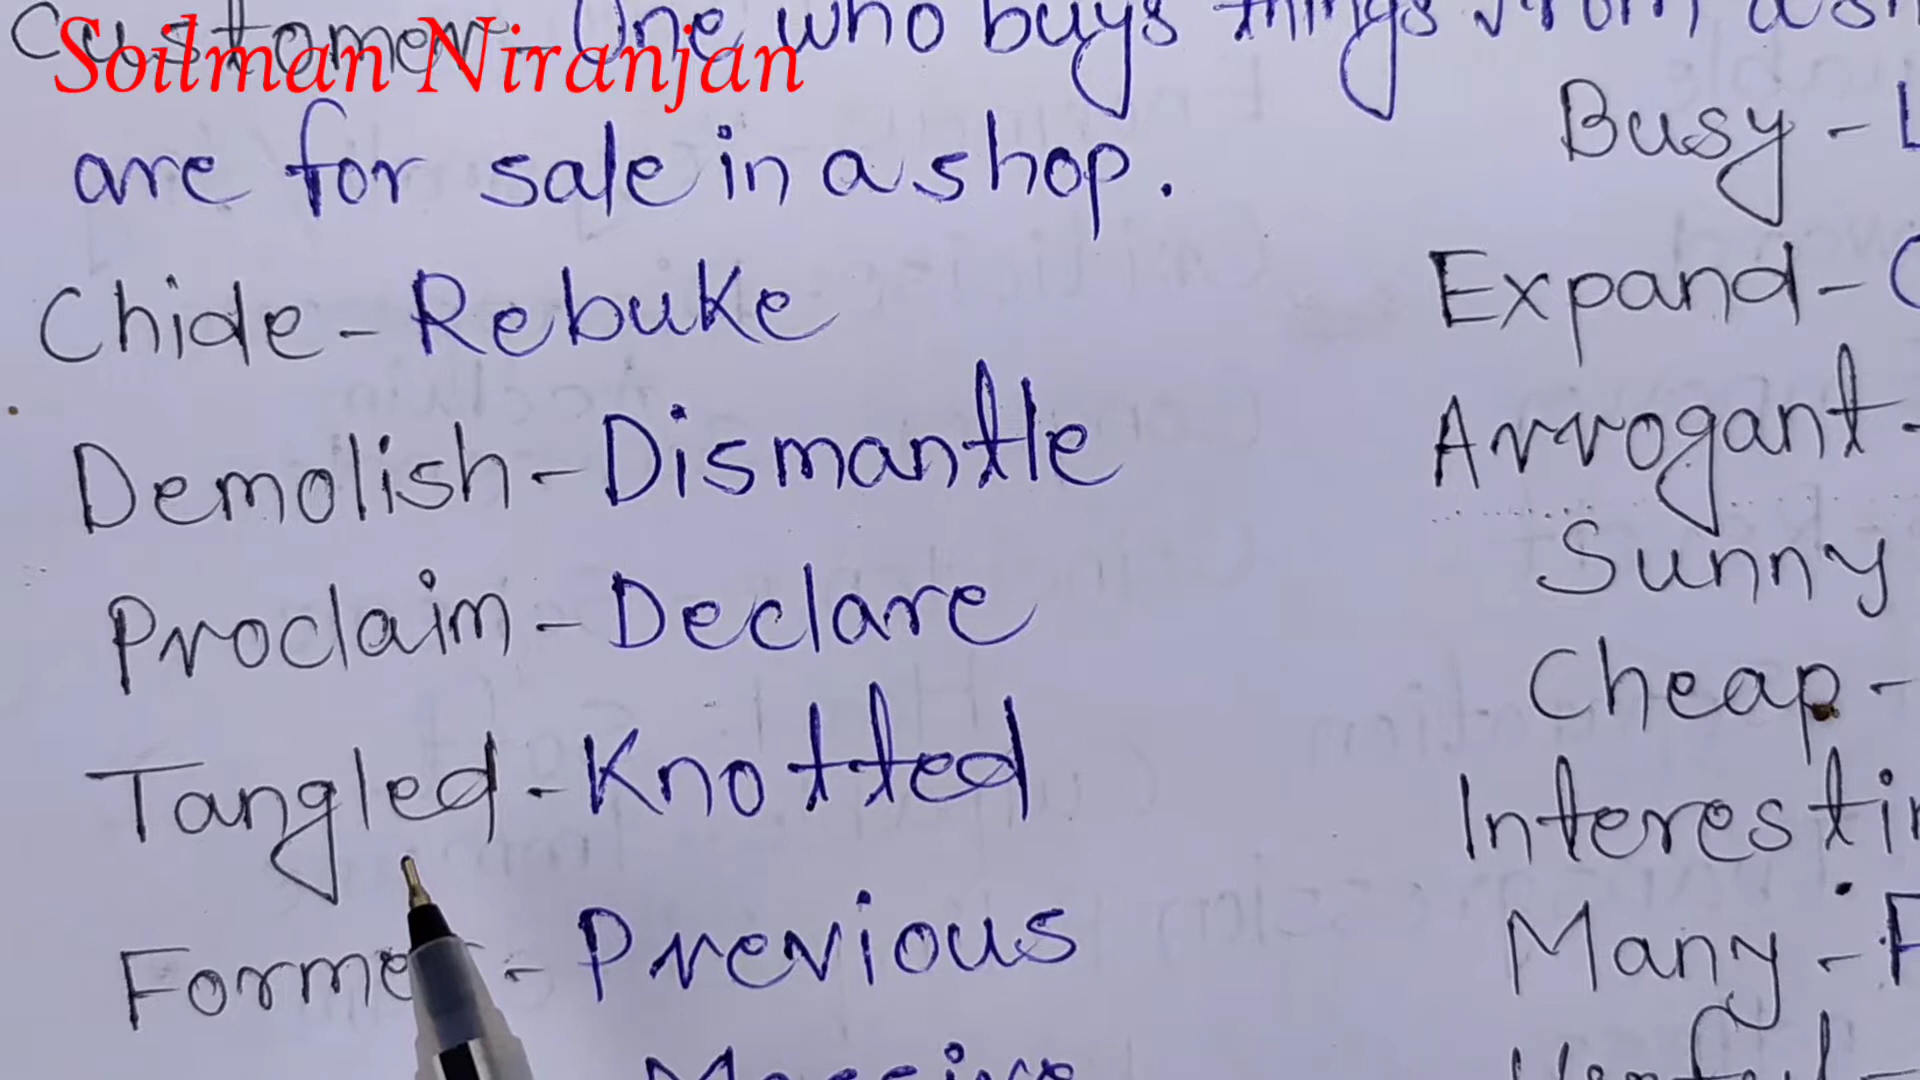 Soilman Niranjan
Customer - One who buys things
are for sale in a shop.
Chide - Rebuke
Demolish - Dismantle
Proclaim - Declare
Tangled - Knotted
Former - Previous
Massive
Busy -
Expand -
Arrogant -
Sunny
Cheap -
Many -